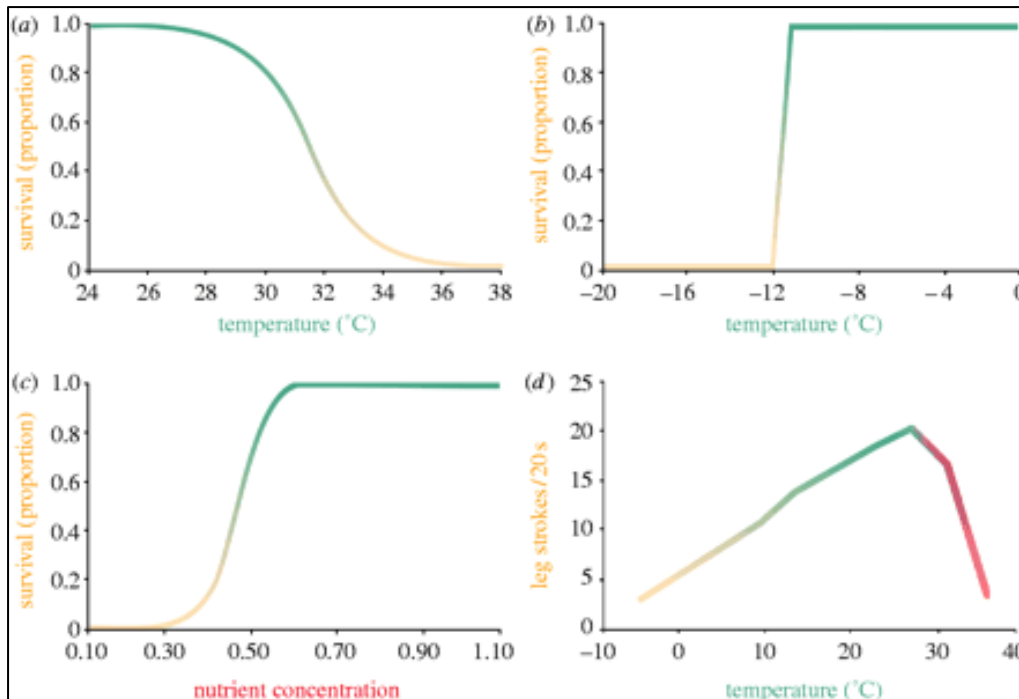 (a)
1.0
0.8
0.6
0.4
0.2
0
survival (proportion)
24 26 28 30 32 34 36 38
temperature (°C)
(b)
1.0
0.8
0.6
0.4
0.2
0
survival (proportion)
–20 –16 –12 –8 –4 0
temperature (°C)
(c)
1.0
0.8
0.6
0.4
0.2
0
survival (proportion)
0.10 0.30 0.50 0.70 0.90 1.10
nutrient concentration
(d)
25
20
15
10
5
0
leg strokes/20 s
–10 0 10 20 30 40
temperature (°C)